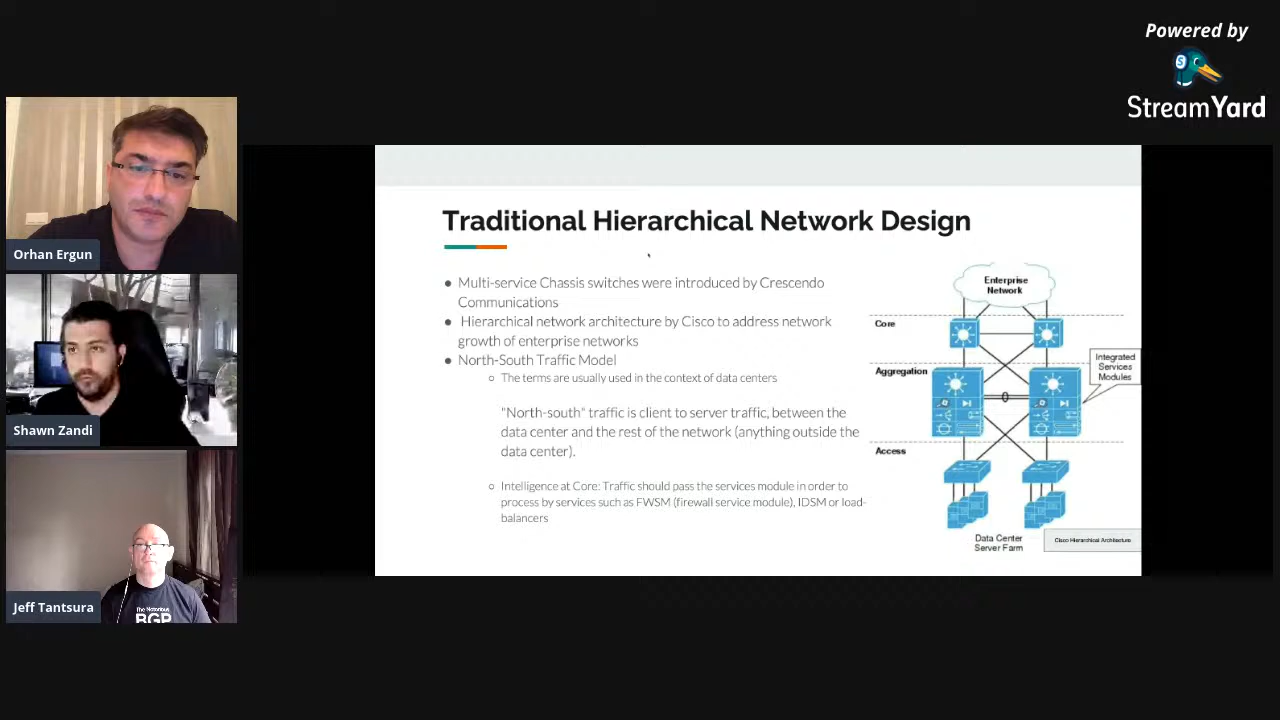 Powered by
StreamYard
Orhan Ergun
Shawn Zandi
The Notorious
BGP
Jeff Tantsura
Traditional Hierarchical Network Design
● Multi-service Chassis switches were introduced by Crescendo
Communications
● Hierarchical network architecture by Cisco to address network
growth of enterprise networks
● North-South Traffic Model
○ The terms are usually used in the context of data centers
"North-south" traffic is client to server traffic, between the
data center and the rest of the network (anything outside the
data center).
○ Intelligence at Core: Traffic should pass the services module in order to
process by services such as FWSM (firewall service module), IDSM or load-
balancers
Enterprise
Network
Core
Aggregation
Integrated
Services
Modules
Access
Data Center
Server Farm
Cisco Hierarchical Architecture